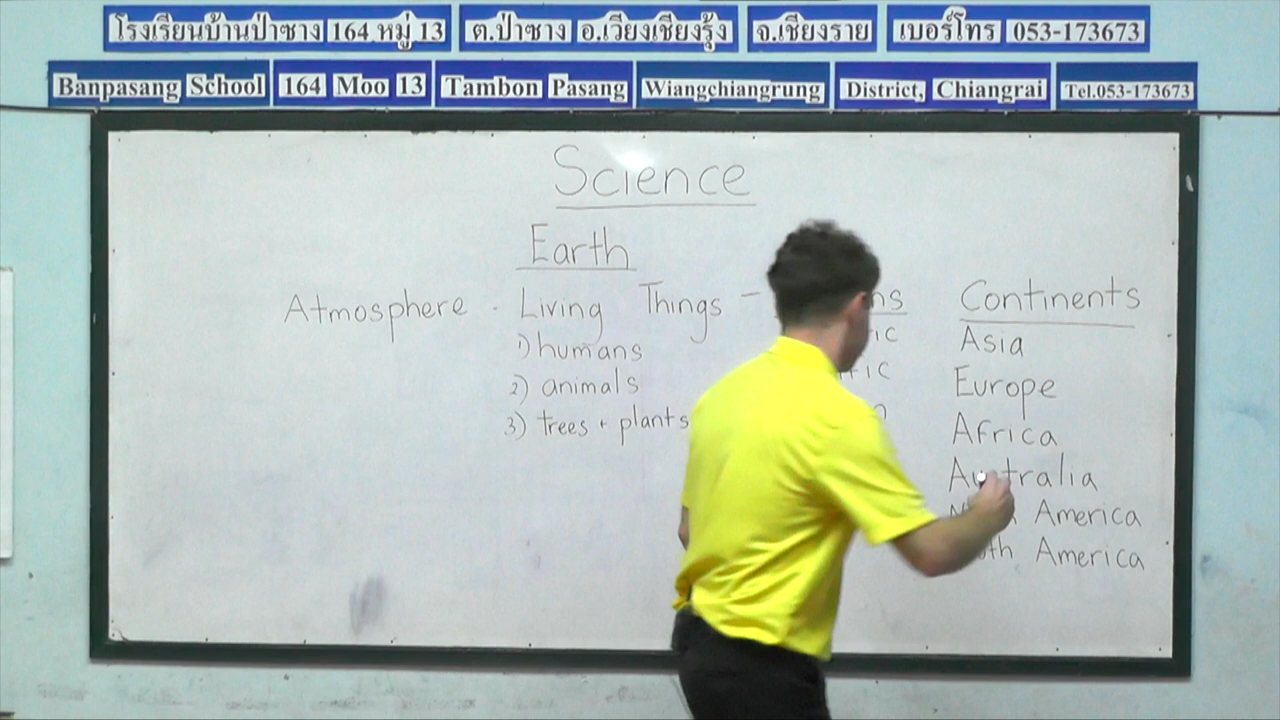 โรงเรียนบ้านป่าซาง 164 หมู่ 13 ต.ป่าซาง อ.เวียงเชียงรุ้ง จ.เชียงราย เบอร์โทร 053-173673
Banpasang School 164 Moo 13 Tambon Pasang Wiangchiangrung District, Chiangrai Tel.053-173673
Science
Earth
Atmosphere - Living Things -
1) humans
2) animals
3) trees + plants
Continents
Asia
Europe
Africa
Australia
America
America